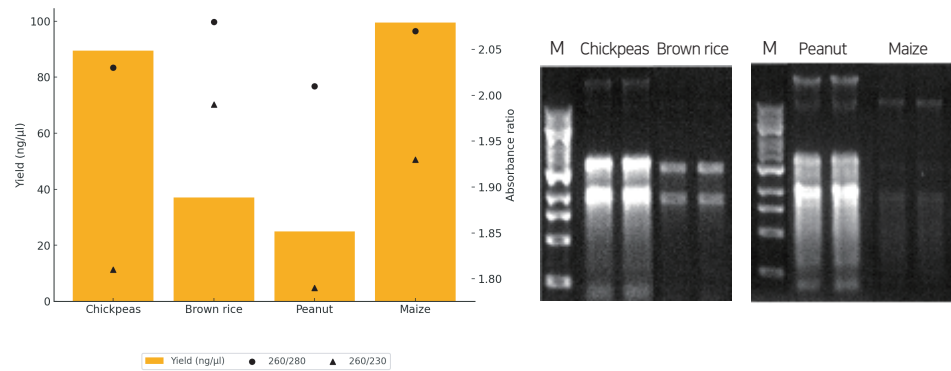 Yield (ng/µl)
100
80
60
40
20
0
2.05
2.00
1.95
1.90
1.85
1.80
Absorbance ratio
Chickpeas Brown rice Peanut Maize
Yield (ng/µl) 260/280 260/230
M Chickpeas Brown rice
M Peanut Maize